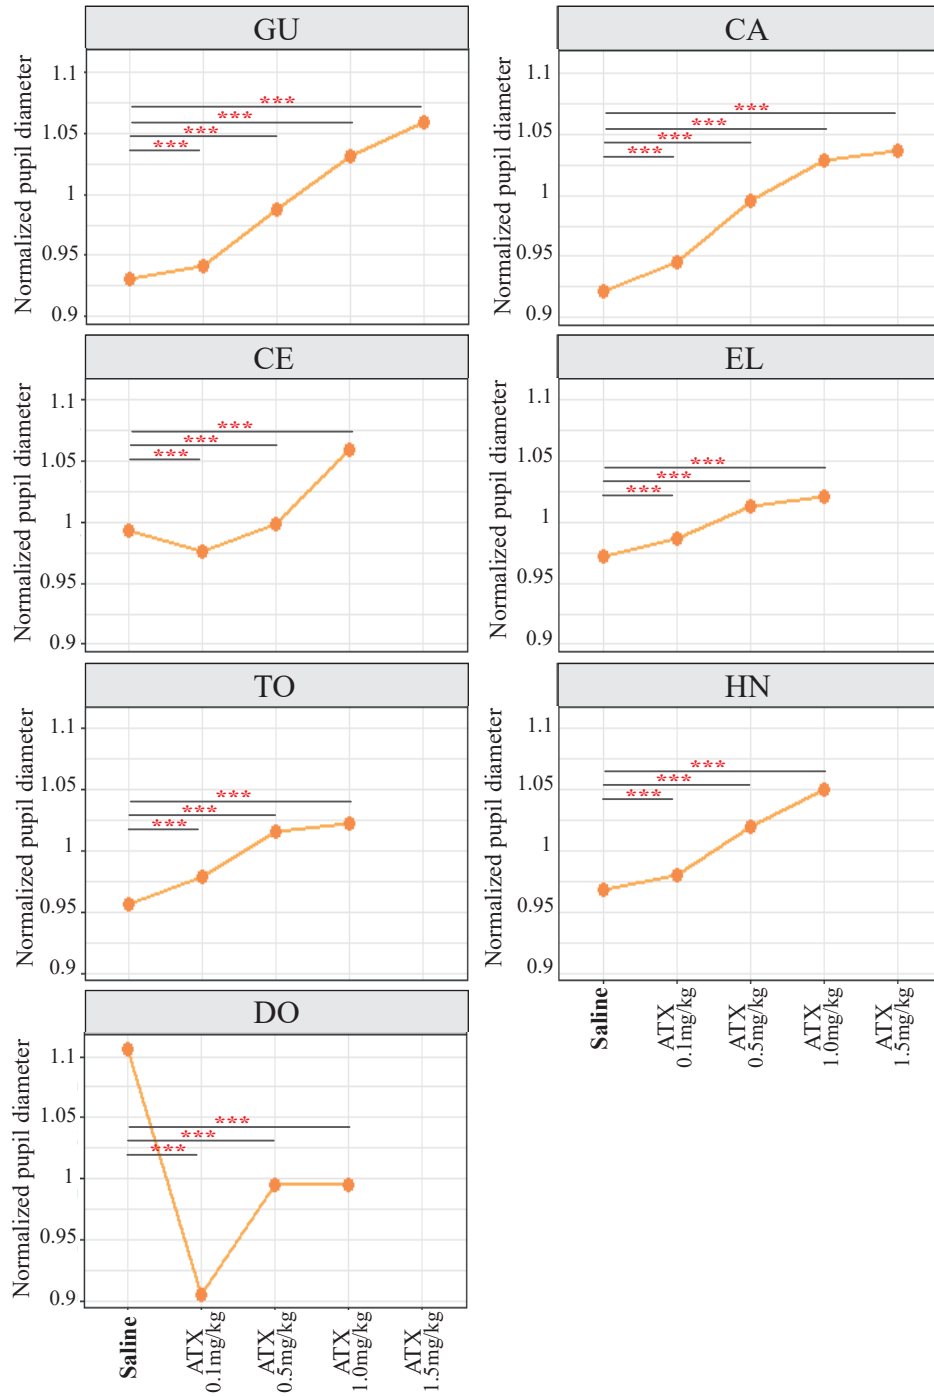 GU
Normalized pupil diameter
1.1
1.05
1
0.95
0.9
***
***
***
***
CA
Normalized pupil diameter
1.1
1.05
1
0.95
0.9
***
***
***
***
CE
Normalized pupil diameter
1.1
1.05
1
0.95
0.9
***
***
***
EL
Normalized pupil diameter
1.1
1.05
1
0.95
0.9
***
***
***
TO
Normalized pupil diameter
1.1
1.05
1
0.95
0.9
***
***
***
HN
Normalized pupil diameter
1.1
1.05
1
0.95
0.9
***
***
***
Saline
ATX
0.1mg/kg
ATX
0.5mg/kg
ATX
1.0mg/kg
ATX
1.5mg/kg
DO
Normalized pupil diameter
1.1
1.05
1
0.95
0.9
***
***
***
Saline
ATX
0.1mg/kg
ATX
0.5mg/kg
ATX
1.0mg/kg
ATX
1.5mg/kg